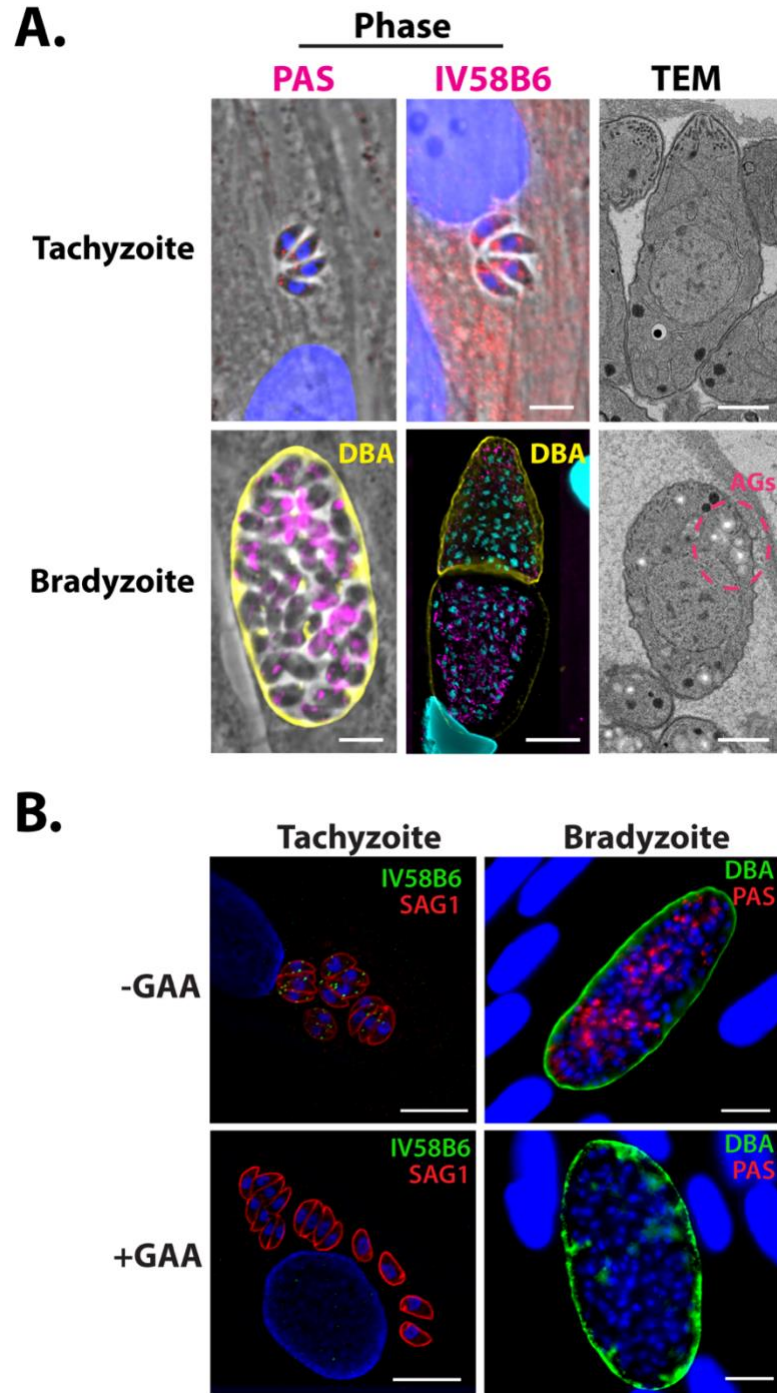 A.
Phase
PAS IV58B6 TEM
Tachyzoite
Bradyzoite
DBA DBA AGs
B.
Tachyzoite Bradyzoite
-GAA
IV58B6 DBA
SAG1 PAS
+GAA
IV58B6 DBA
SAG1 PAS